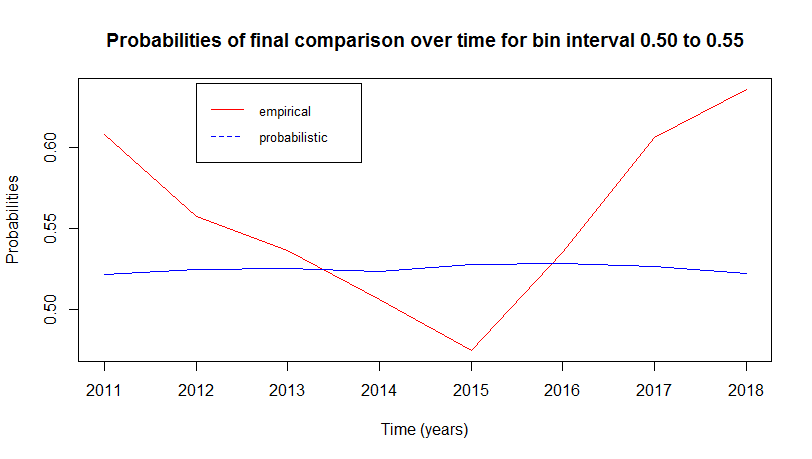 Probabilities of final comparison over time for bin interval 0.50 to 0.55
empirical
probabilistic
Probabilities
0.60
0.55
0.50
2011 2012 2013 2014 2015 2016 2017 2018
Time (years)